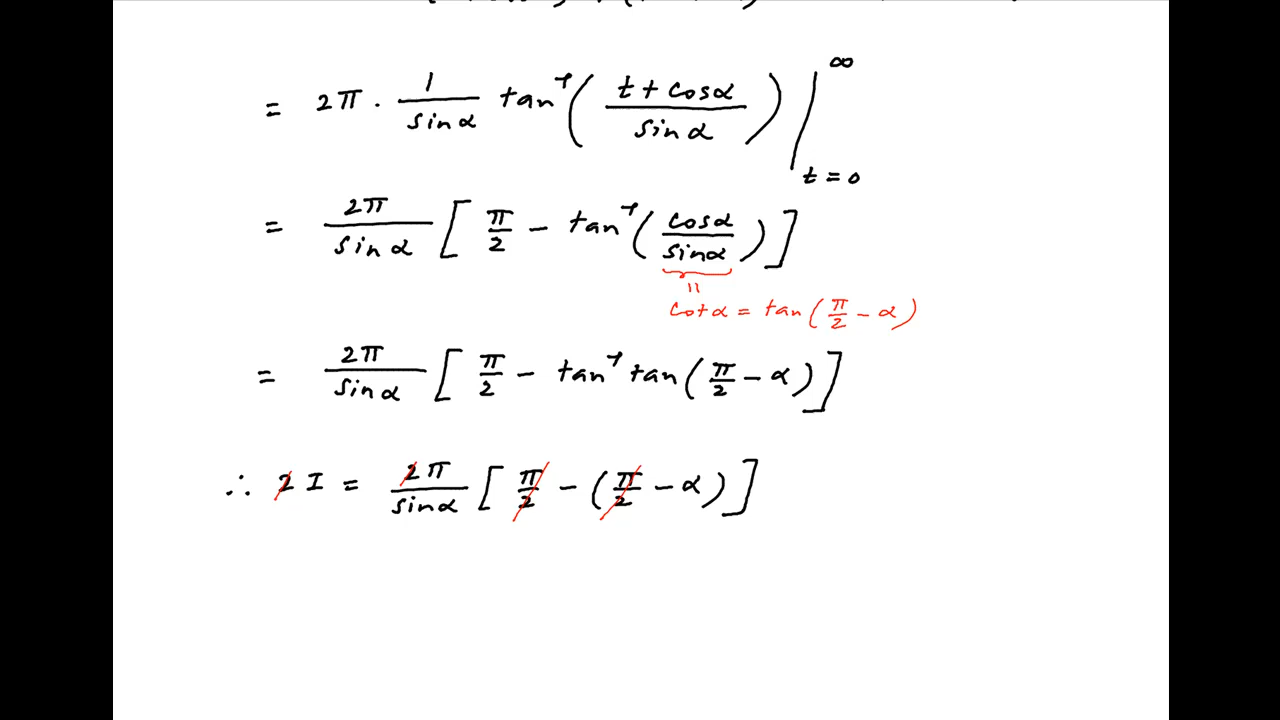 = 2π · 1/sinα tan⁻¹( (t + cosα)/sinα ) |_{t=0}^{∞}
= 2π/sinα [ π/2 − tan⁻¹( cosα/sinα ) ]
cotα = tan( π/2 − α )
= 2π/sinα [ π/2 − tan⁻¹ tan( π/2 − α ) ]
∴ 2I = 2π/sinα [ π/2 − ( π/2 − α ) ]